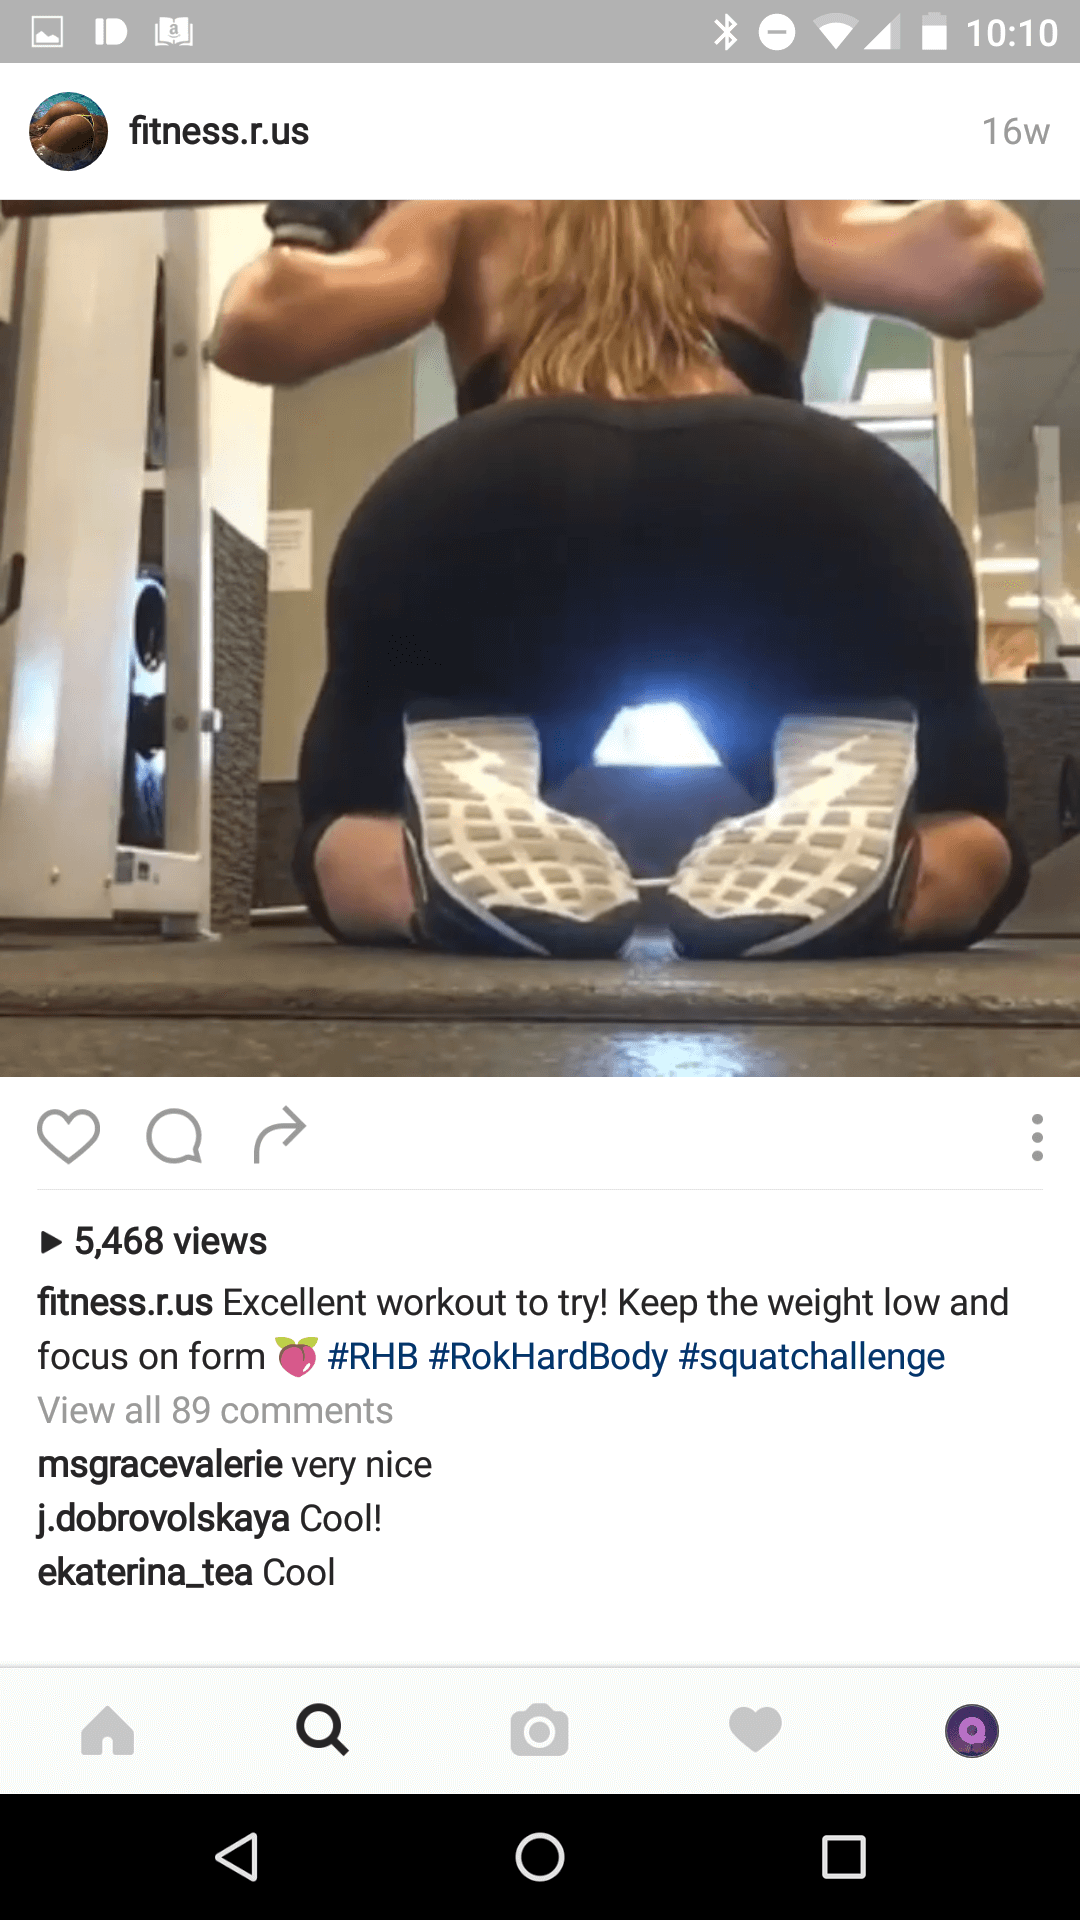 10:10
fitness.r.us
16w
5,468 views
fitness.r.us Excellent workout to try! Keep the weight low and
focus on form 🍑 #RHB #RokHardBody #squatchallenge
View all 89 comments
msgracevalerie very nice
j.dobrovolskaya Cool!
ekaterina_tea Cool